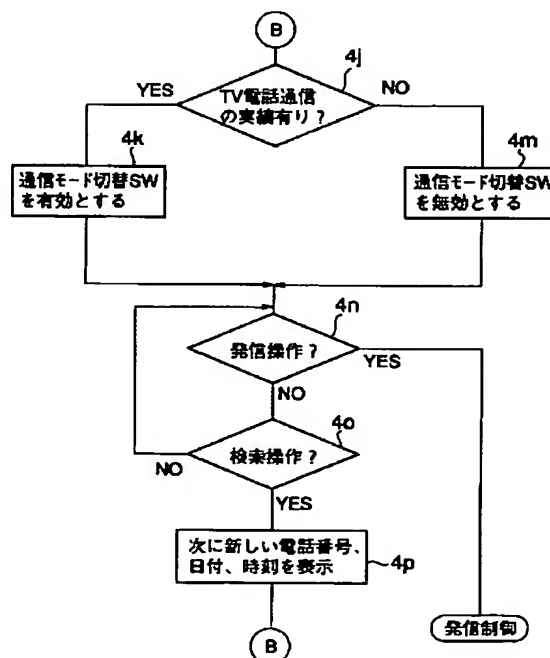 B
4j
YES
NO
TV電話通信
の実績有り？
4k
通信モード切替SW
を有効とする
4m
通信モード切替SW
を無効とする
4n
発信操作？
YES
NO
4o
検索操作？
NO
YES
次に新しい電話番号、
日付、時刻を表示
4p
発信制御
B